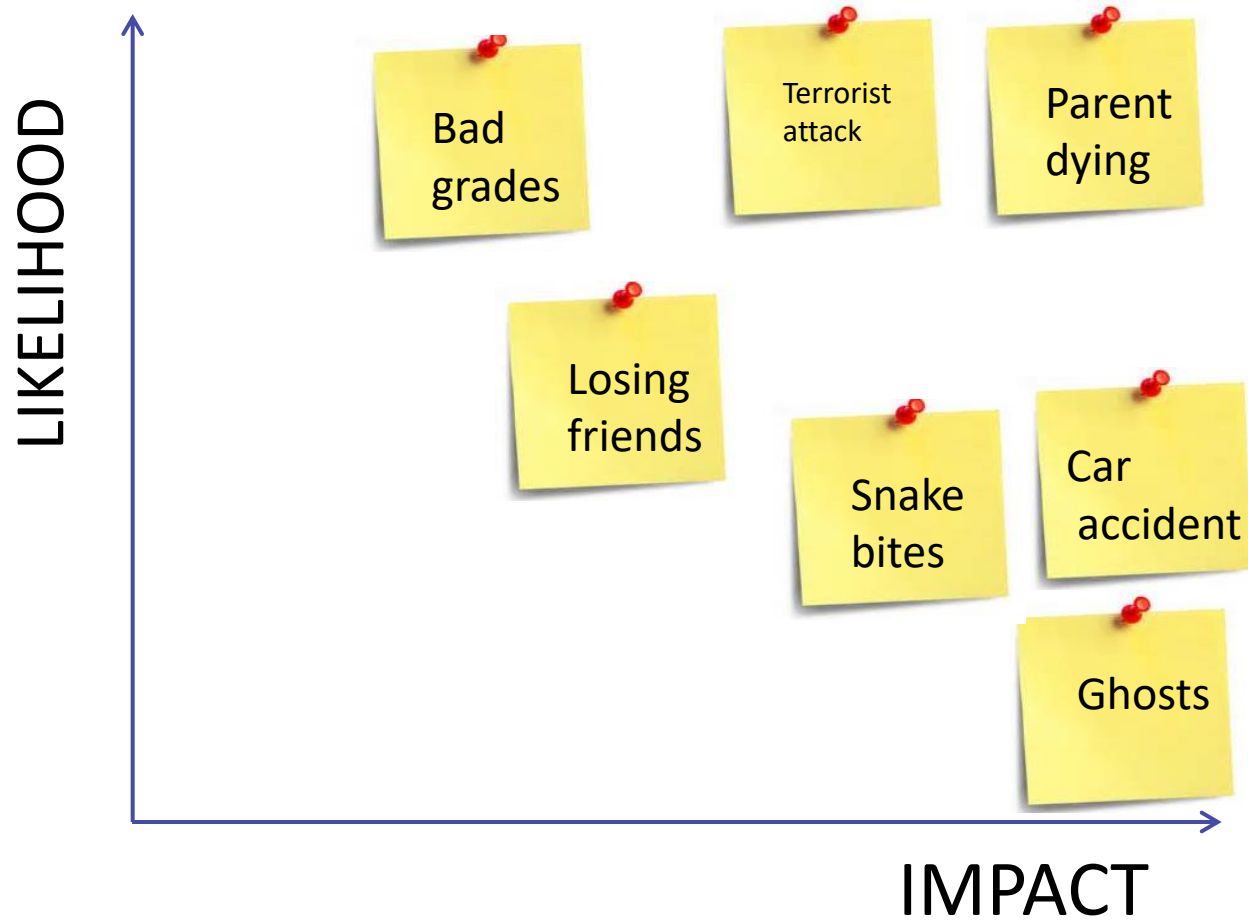 LIKELIHOOD
Bad
grades
Terrorist
attack
Parent
dying
Losing
friends
Snake
bites
Car
accident
Ghosts
IMPACT